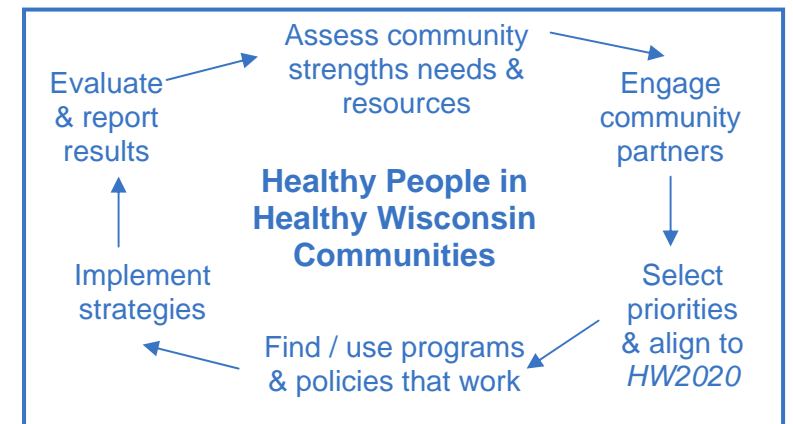 Assess community
strengths needs &
resources
Engage
community
partners
Select
priorities
& align to
HW2020
Find / use programs
& policies that work
Implement
strategies
Evaluate
& report
results
Healthy People in
Healthy Wisconsin
Communities